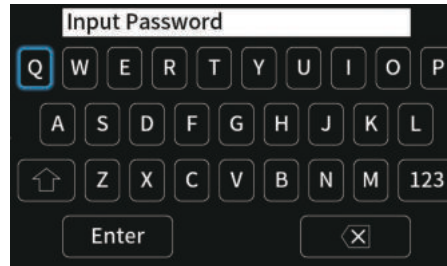 Input Password
Q W E R T Y U I O P
A S D F G H J K L
Z X C V B N M 123
Enter